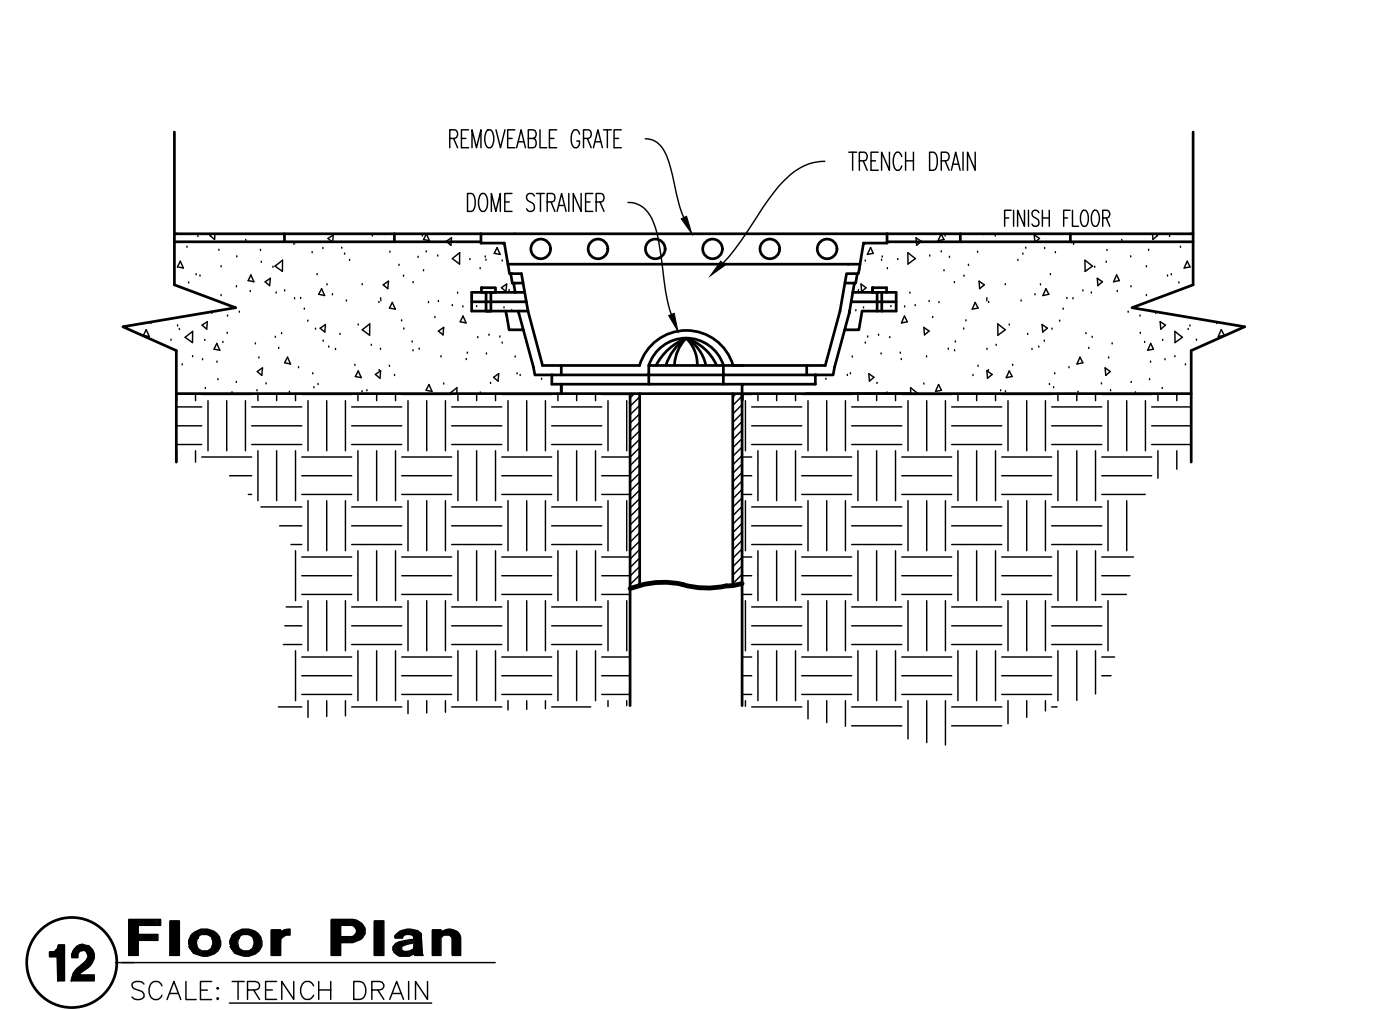 REMOVEABLE GRATE
TRENCH DRAIN
DOME STRAINER
FINISH FLOOR
12
Floor Plan
SCALE: TRENCH DRAIN